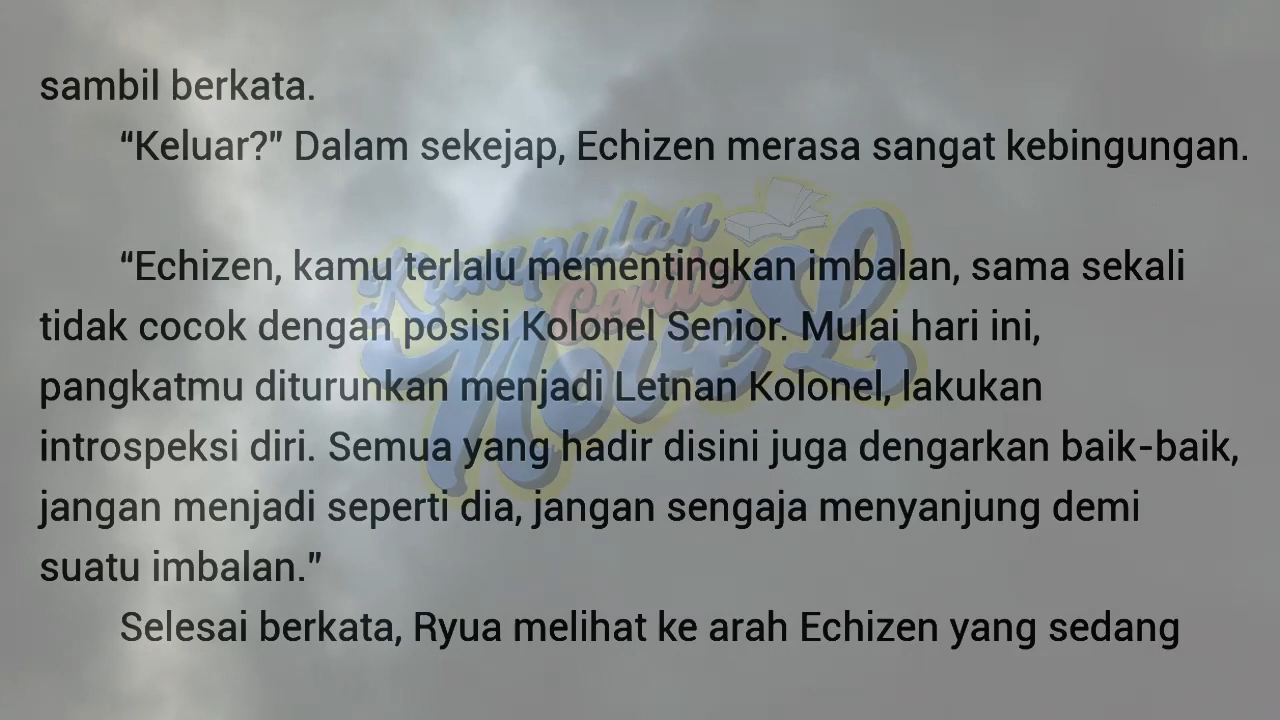 sambil berkata.
“Keluar?” Dalam sekejap, Echizen merasa sangat kebingungan.
“Echizen, kamu terlalu mementingkan imbalan, sama sekali
tidak cocok dengan posisi Kolonel Senior. Mulai hari ini,
pangkatmu diturunkan menjadi Letnan Kolonel, lakukan
introspeksi diri. Semua yang hadir disini juga dengarkan baik-baik,
jangan menjadi seperti dia, jangan sengaja menyanjung demi
suatu imbalan.”
Selesai berkata, Ryua melihat ke arah Echizen yang sedang
Kumpulan
Cerita
NoveL